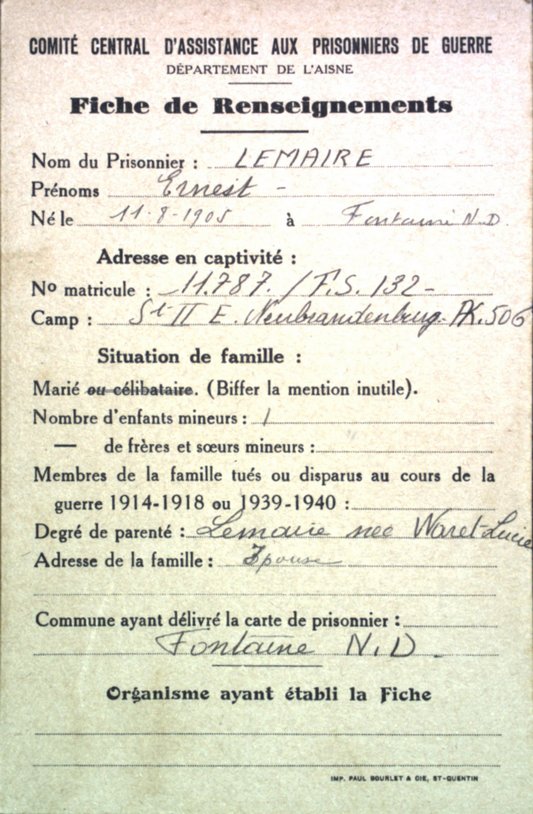 COMITÉ CENTRAL D'ASSISTANCE AUX PRISONNIERS DE GUERRE
DÉPARTEMENT DE L'AISNE
Fiche de Renseignements
Nom du Prisonnier : LEMAIRE
Prénoms Ernest -
Né le 11-8-1905 à Fontaine N.D.
Adresse en captivité :
No matricule : 11.787. / F.S. 132 -
Camp : St II E. Neubrandenburg. AK. 506
Situation de famille :
Marié ou célibataire. (Biffer la mention inutile).
Nombre d'enfants mineurs : 1
— de frères et sœurs mineurs :
Membres de la famille tués ou disparus au cours de la
guerre 1914-1918 ou 1939-1940 :
Degré de parenté : Lemaire nee Waret-Lucie
Adresse de la famille : Epouse
Commune ayant délivré la carte de prisonnier :
Fontaine N.D -
Organisme ayant établi la Fiche
IMP. PAUL BOURLET & CIE, ST-QUENTIN